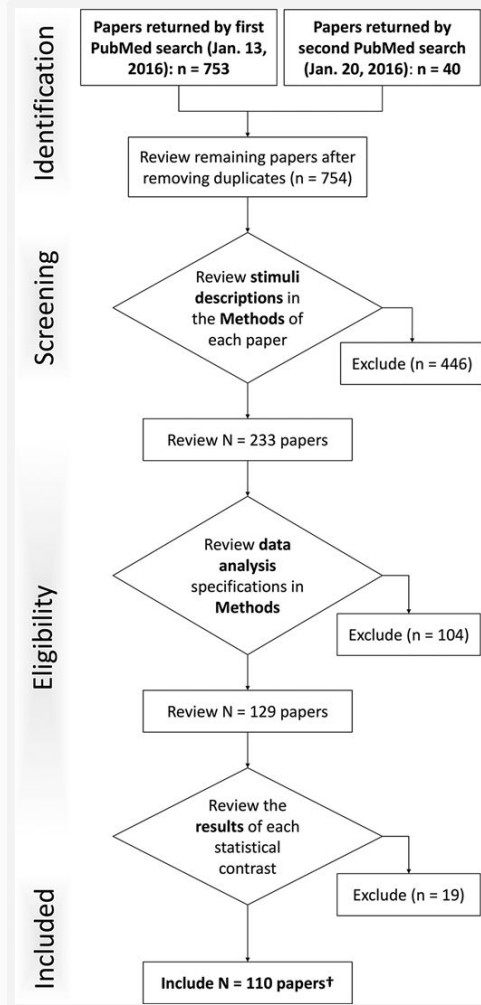 Identification
Papers returned by first
PubMed search (Jan. 13,
2016): n = 753
Papers returned by
second PubMed search
(Jan. 20, 2016): n = 40
Review remaining papers after
removing duplicates (n = 754)
Screening
Review stimuli
descriptions in
the Methods of
each paper
Exclude (n = 446)
Review N = 233 papers
Eligibility
Review data
analysis
specifications in
Methods
Exclude (n = 104)
Review N = 129 papers
Review the
results of each
statistical
contrast
Exclude (n = 19)
Included
Include N = 110 papers†